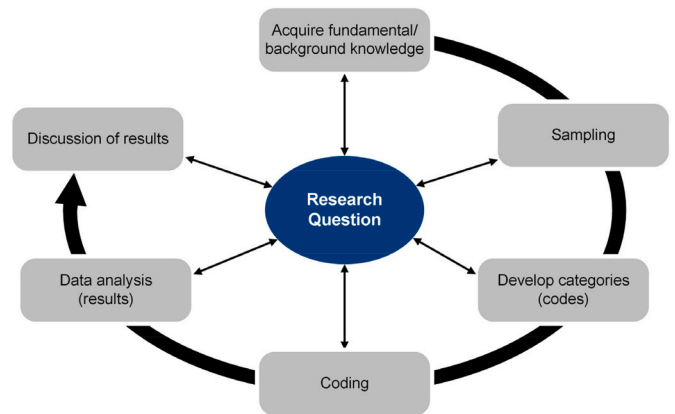 Acquire fundamental/
background knowledge
Sampling
Discussion of results
Research
Question
Data analysis
(results)
Develop categories
(codes)
Coding